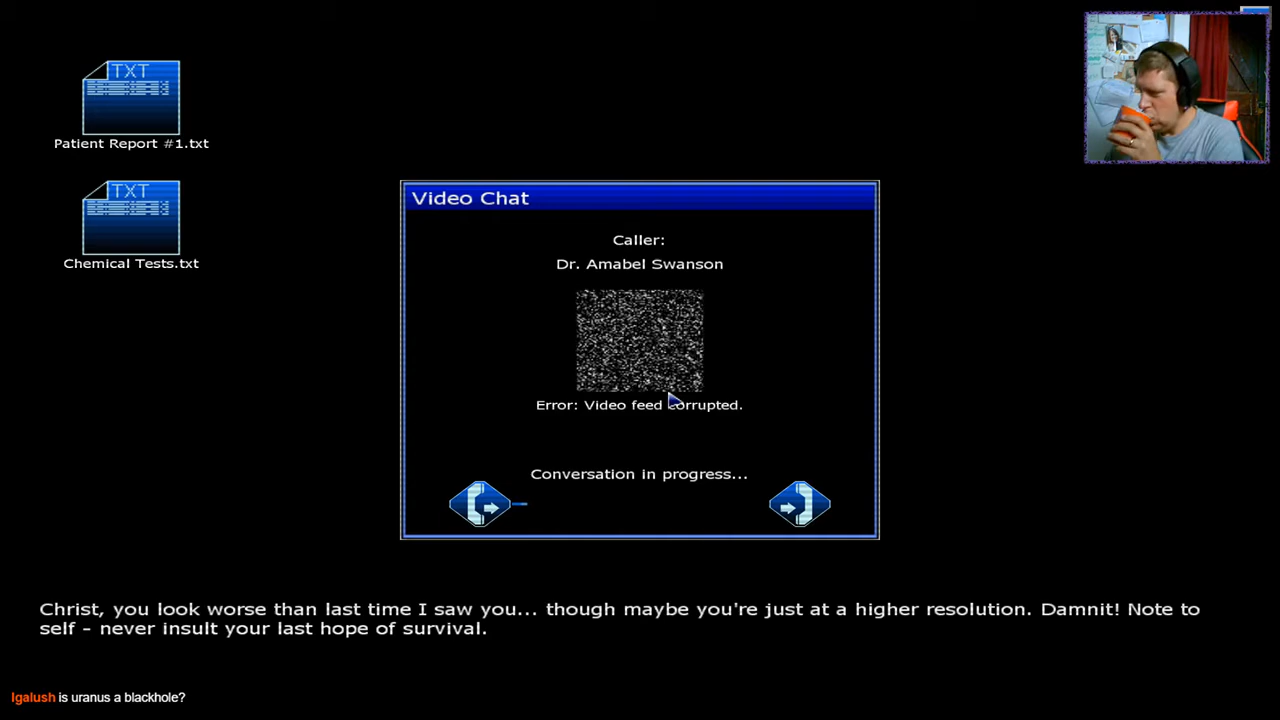 TXT
Patient Report #1.txt
TXT
Chemical Tests.txt
Video Chat
Caller:
Dr. Amabel Swanson
Error: Video feed corrupted.
Conversation in progress...
Christ, you look worse than last time I saw you... though maybe you're just at a higher resolution. Damnit! Note to
self - never insult your last hope of survival.
Igalush is uranus a blackhole?